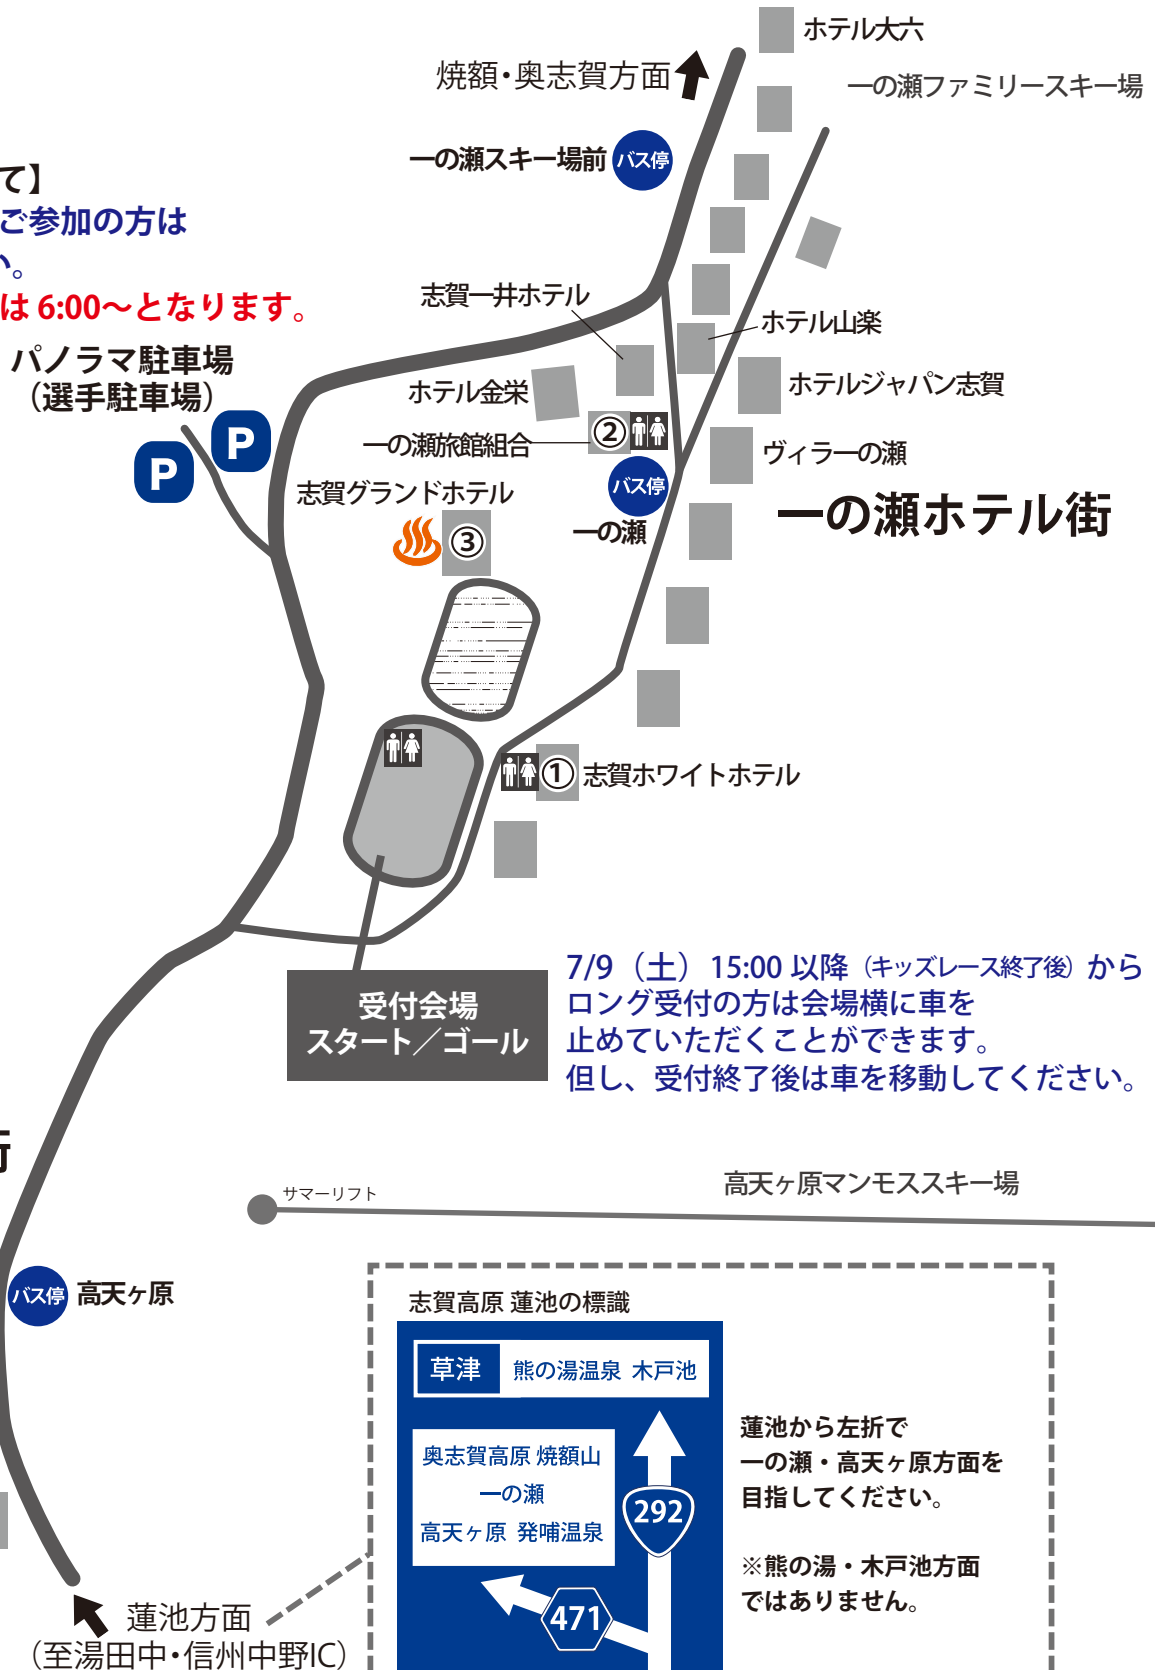 ホテル大六
焼額・奥志賀方面
一の瀬ファミリースキー場
一の瀬スキー場前 バス停
て】
ご参加の方は
い。
は 6:00〜となります。
志賀一井ホテル
ホテル山楽
パノラマ駐車場
（選手駐車場）
P
P
ホテル金栄
ホテルジャパン志賀
一の瀬旅館組合
②
ヴィラ一の瀬
志賀グランドホテル
バス停
一の瀬
一の瀬ホテル街
③
① 志賀ホワイトホテル
受付会場
スタート／ゴール
7/9（土）15:00 以降（キッズレース終了後）から
ロング受付の方は会場横に車を
止めていただくことができます。
但し、受付終了後は車を移動してください。
街
サマーリフト
高天ヶ原マンモススキー場
バス停 高天ヶ原
志賀高原 蓮池の標識
草津 熊の湯温泉 木戸池
奥志賀高原 焼額山
一の瀬
高天ヶ原 発哺温泉
292
471
蓮池から左折で
一の瀬・高天ヶ原方面を
目指してください。
※熊の湯・木戸池方面
ではありません。
蓮池方面
（至湯田中・信州中野IC）